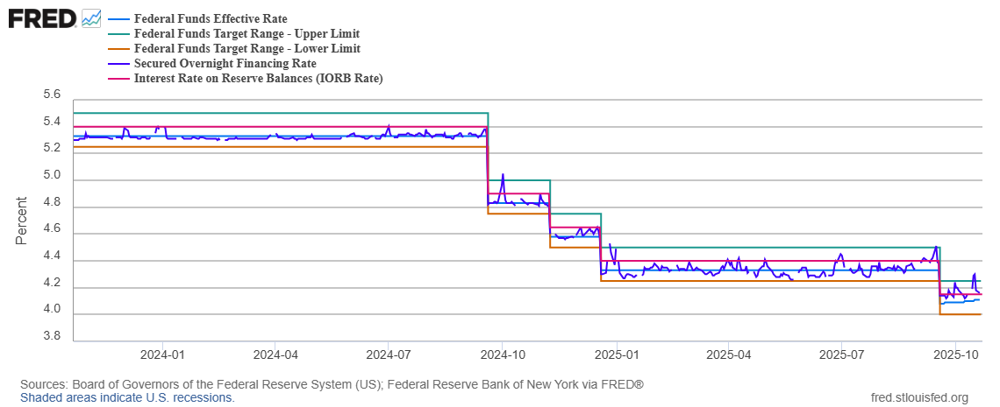 FRED
Federal Funds Effective Rate
Federal Funds Target Range - Upper Limit
Federal Funds Target Range - Lower Limit
Secured Overnight Financing Rate
Interest Rate on Reserve Balances (IORB Rate)
5.6
5.4
5.2
5.0
4.8
4.6
4.4
4.2
4.0
3.8
Percent
2024-01 2024-04 2024-07 2024-10 2025-01 2025-04 2025-07 2025-10
Sources: Board of Governors of the Federal Reserve System (US); Federal Reserve Bank of New York via FRED®
Shaded areas indicate U.S. recessions. fred.stlouisfed.org